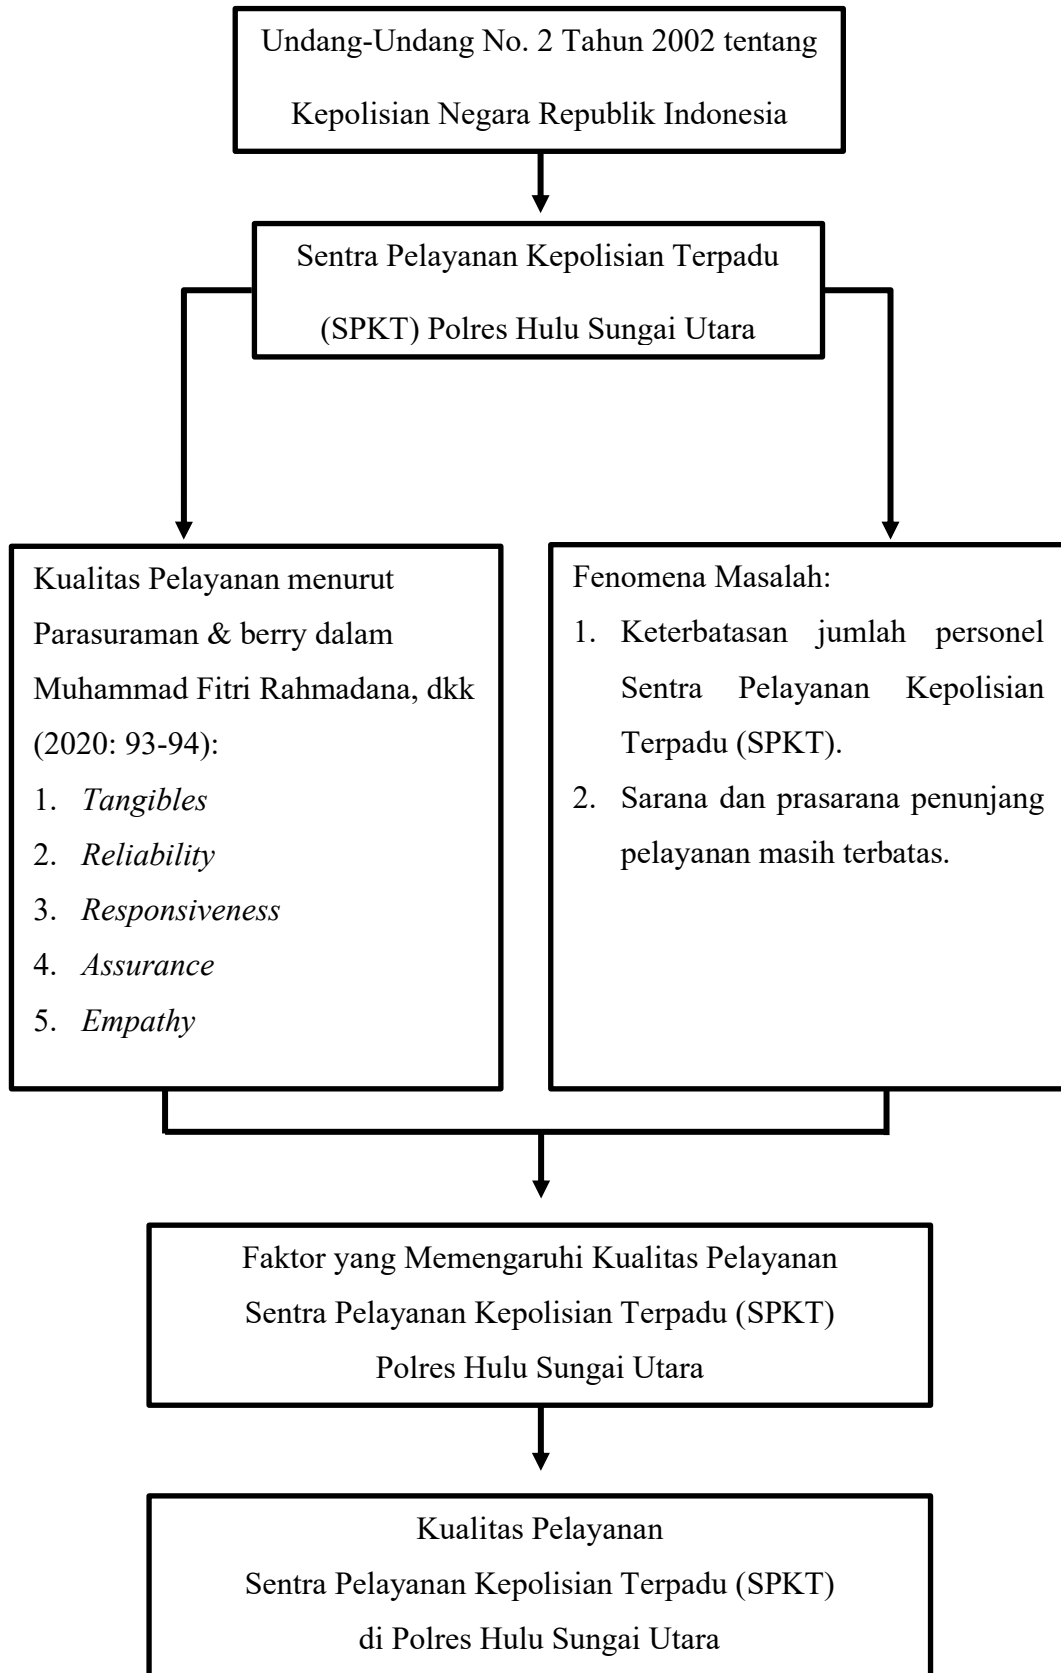 Undang-Undang No. 2 Tahun 2002 tentang
Kepolisian Negara Republik Indonesia
Sentra Pelayanan Kepolisian Terpadu
(SPKT) Polres Hulu Sungai Utara
Kualitas Pelayanan menurut
Parasuraman & berry dalam
Muhammad Fitri Rahmadana, dkk
(2020: 93-94):
1. Tangibles
2. Reliability
3. Responsiveness
4. Assurance
5. Empathy
Fenomena Masalah:
1. Keterbatasan jumlah personel
Sentra Pelayanan Kepolisian
Terpadu (SPKT).
2. Sarana dan prasarana penunjang
pelayanan masih terbatas.
Faktor yang Memengaruhi Kualitas Pelayanan
Sentra Pelayanan Kepolisian Terpadu (SPKT)
Polres Hulu Sungai Utara
Kualitas Pelayanan
Sentra Pelayanan Kepolisian Terpadu (SPKT)
di Polres Hulu Sungai Utara